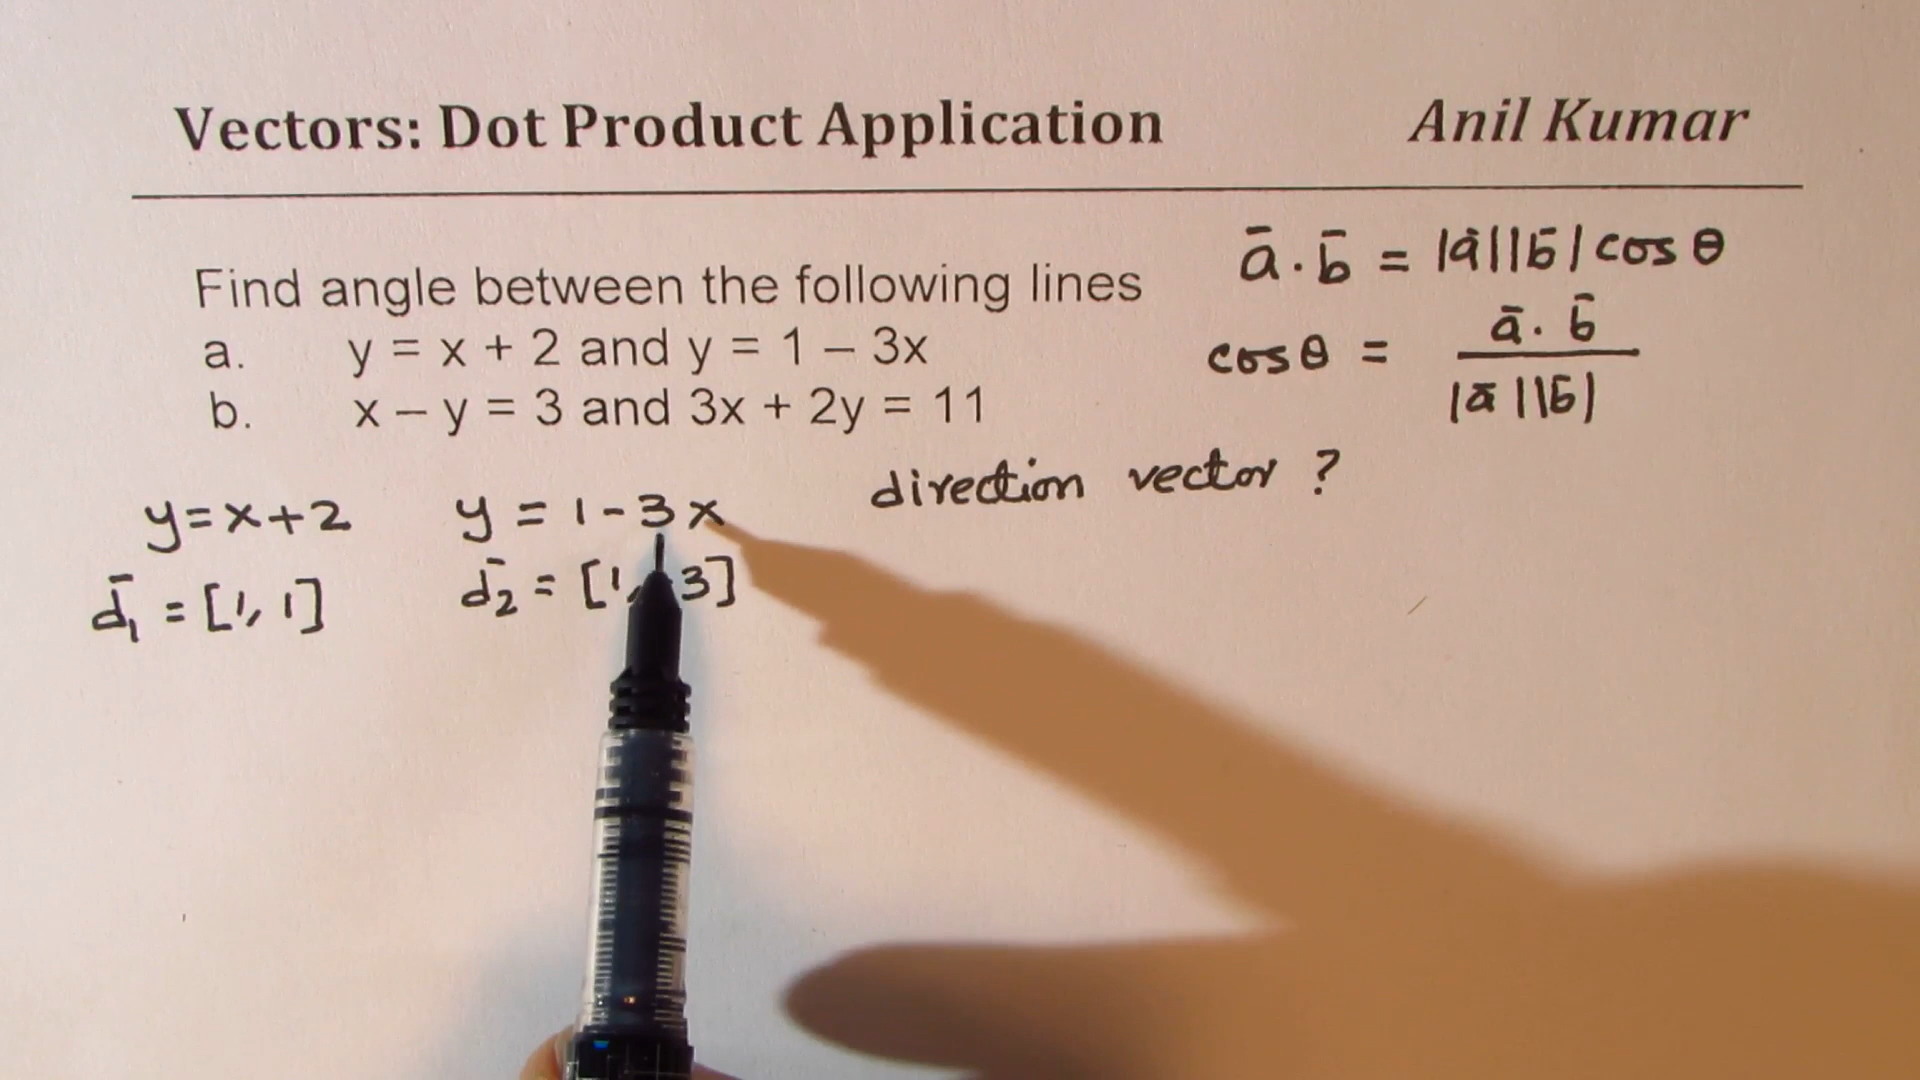 Vectors: Dot Product Application Anil Kumar
Find angle between the following lines
a. y = x + 2 and y = 1 – 3x
b. x – y = 3 and 3x + 2y = 11
ā . b̄ = |ā||b̄| cos θ
cos θ = ā . b̄ / |ā||b̄|
direction vector ?
y=x+2 y = 1-3x
d̄₁ = [1, 1] d̄₂ = [1, 3]